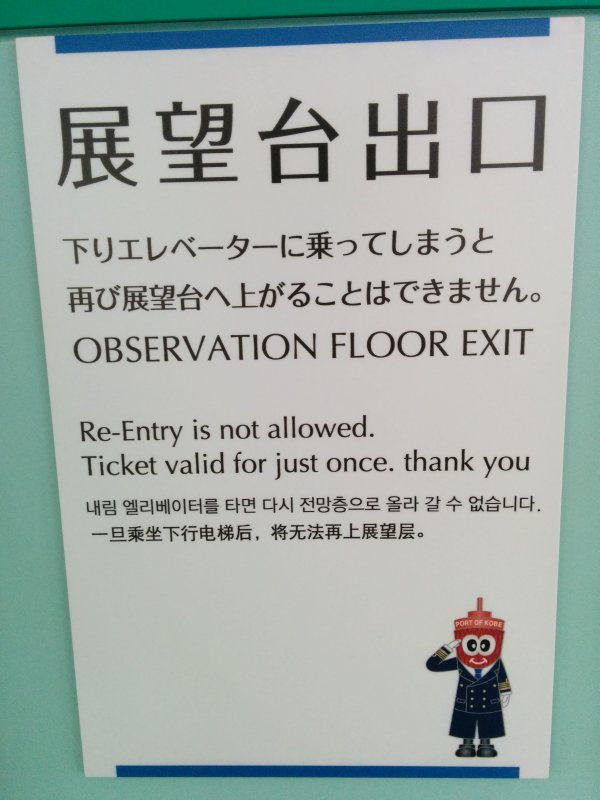 展望台出口
下りエレベーターに乗ってしまうと
再び展望台へ上がることはできません。
OBSERVATION FLOOR EXIT
Re-Entry is not allowed.
Ticket valid for just once. thank you
내림 엘리베이터를 타면 다시 전망층으로 올라 갈 수 없습니다.
一旦乘坐下行电梯后，将无法再上展望层。
PORT OF KOBE